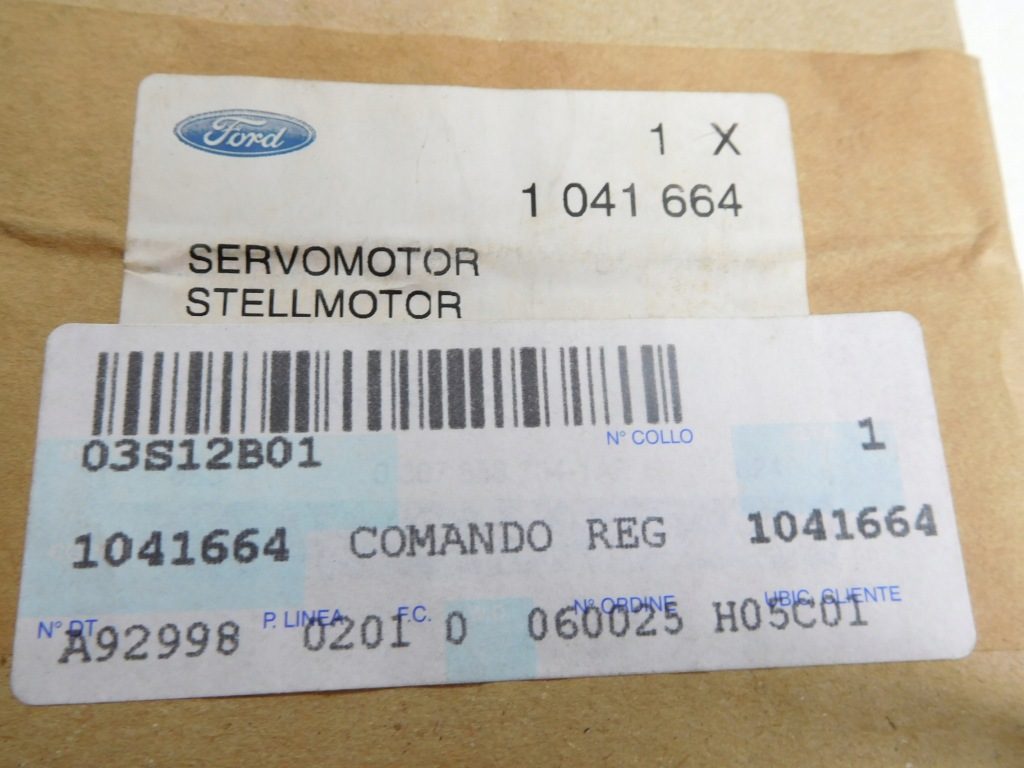 Ford
1 X
1 041 664
SERVOMOTOR
STELLMOTOR
03S12B01 N° COLLO 1
1041664 COMANDO REG 1041664
N° DT P. LINEA F.C. N° ORDINE UBIC. CLIENTE
A92998 0201 0 060025 H05C01